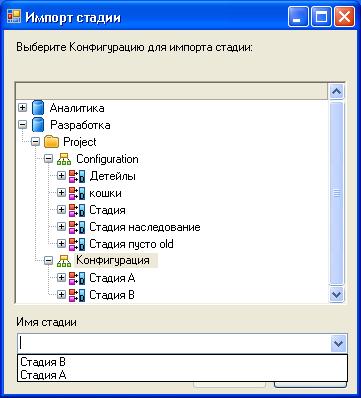 Импорт стадии
Выберите Конфигурацию для импорта стадии:
Аналитика
Разработка
Project
Configuration
Детейлы
кошки
Стадия
Стадия наследование
Стадия пусто old
Конфигурация
Стадия А
Стадия В
Имя стадии
Стадия В
Стадия А